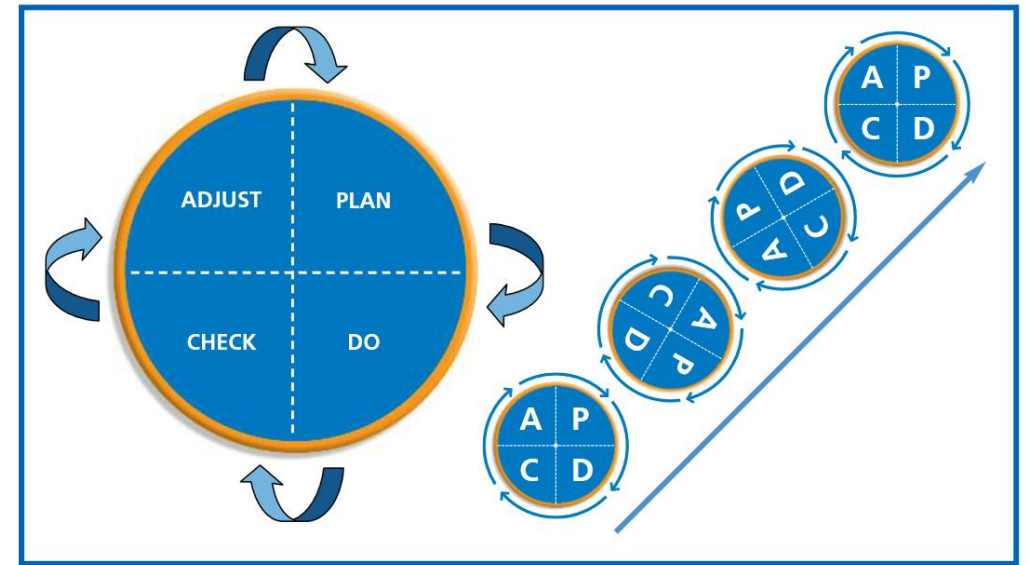 ADJUST PLAN
CHECK DO
A P
C D
P D
A C
C A
D P
A P
C D